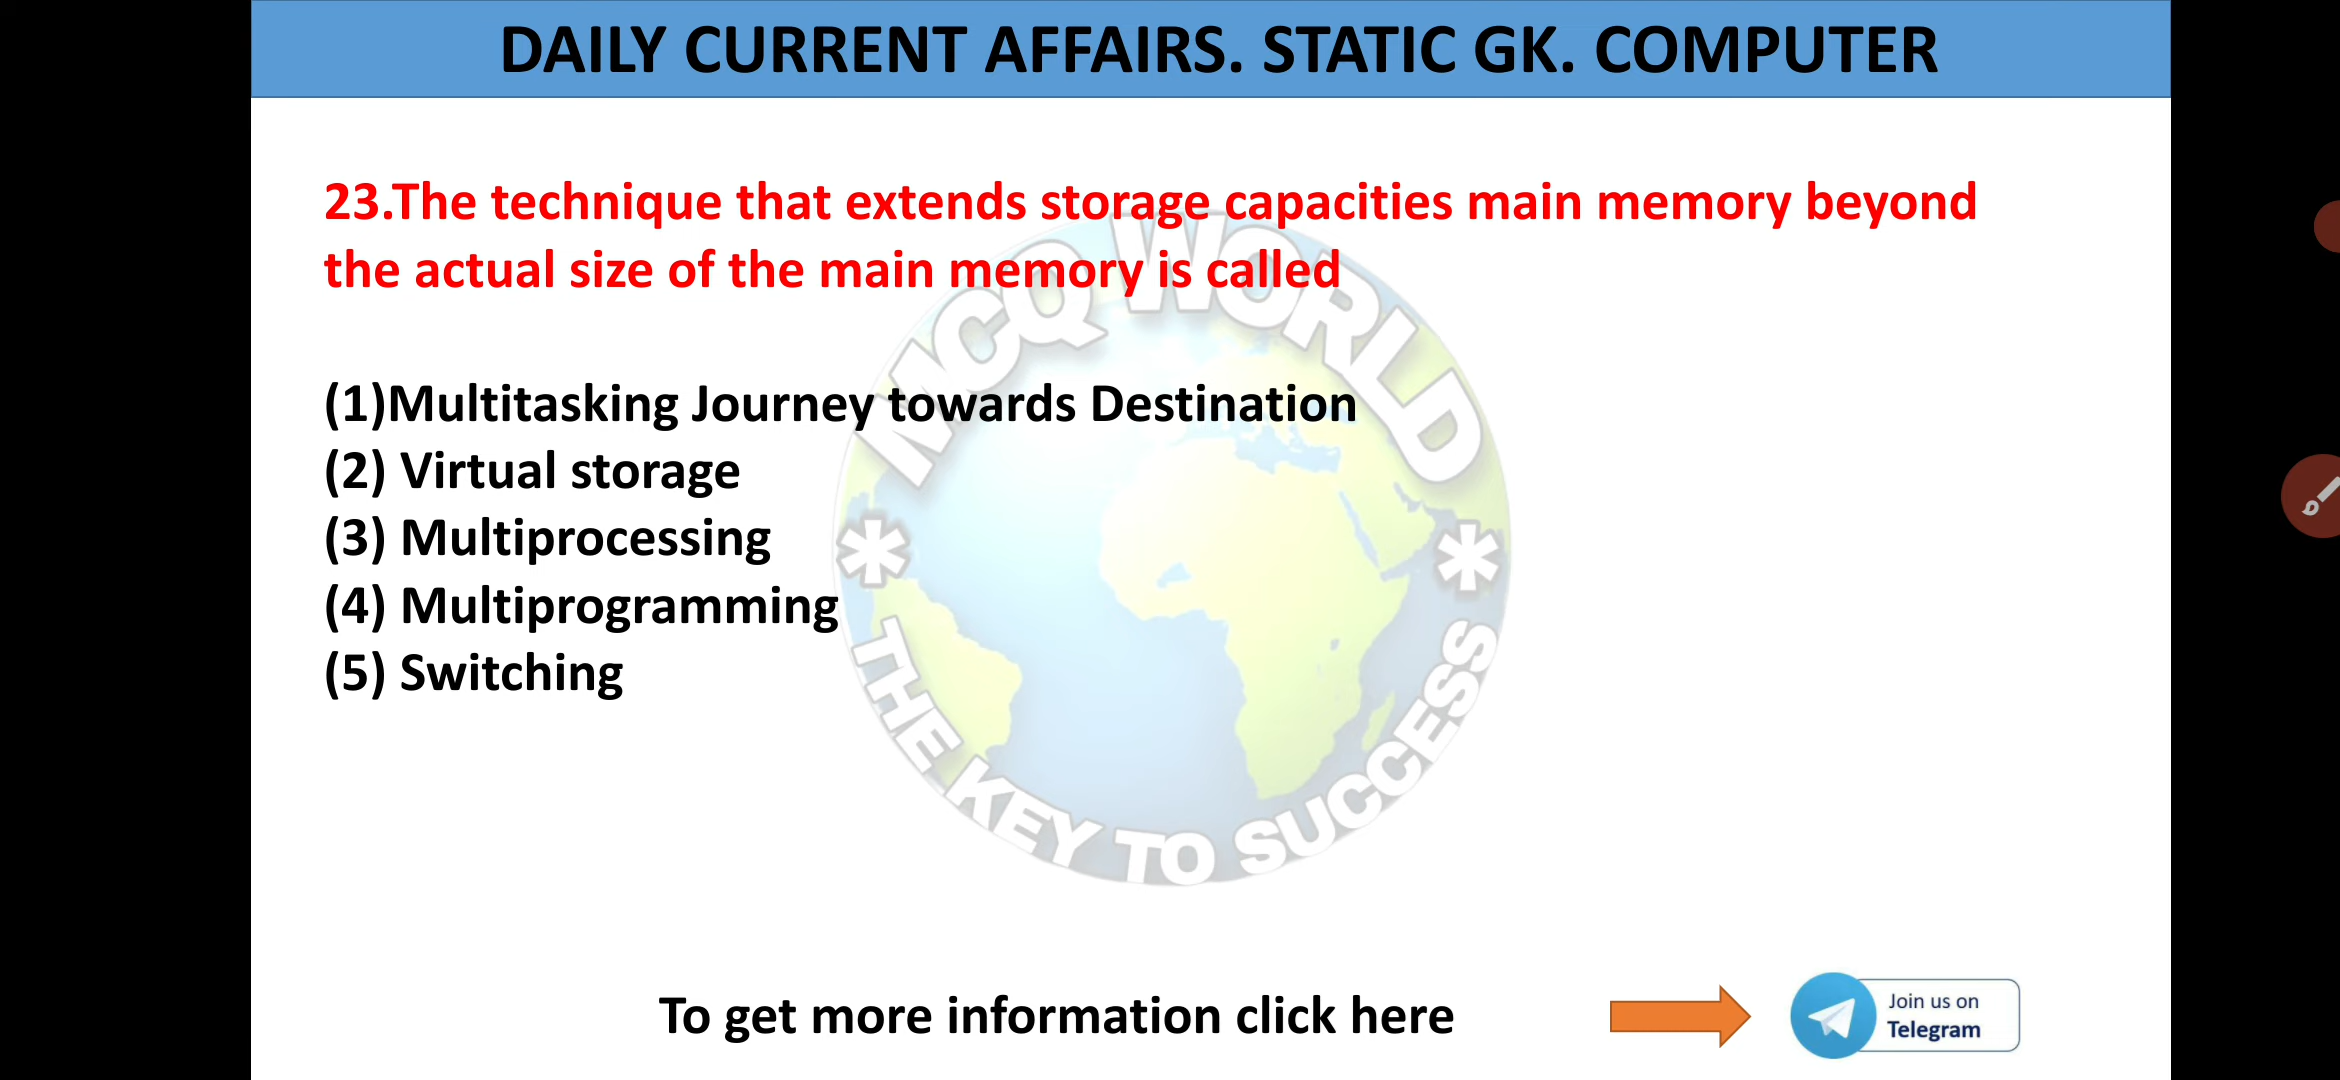 DAILY CURRENT AFFAIRS. STATIC GK. COMPUTER
23.The technique that extends storage capacities main memory beyond
the actual size of the main memory is called
(1)Multitasking Journey towards Destination
(2) Virtual storage
(3) Multiprocessing
(4) Multiprogramming
(5) Switching
MCQ WORLD
* *
THE KEY TO SUCCESS
To get more information click here
Join us on
Telegram